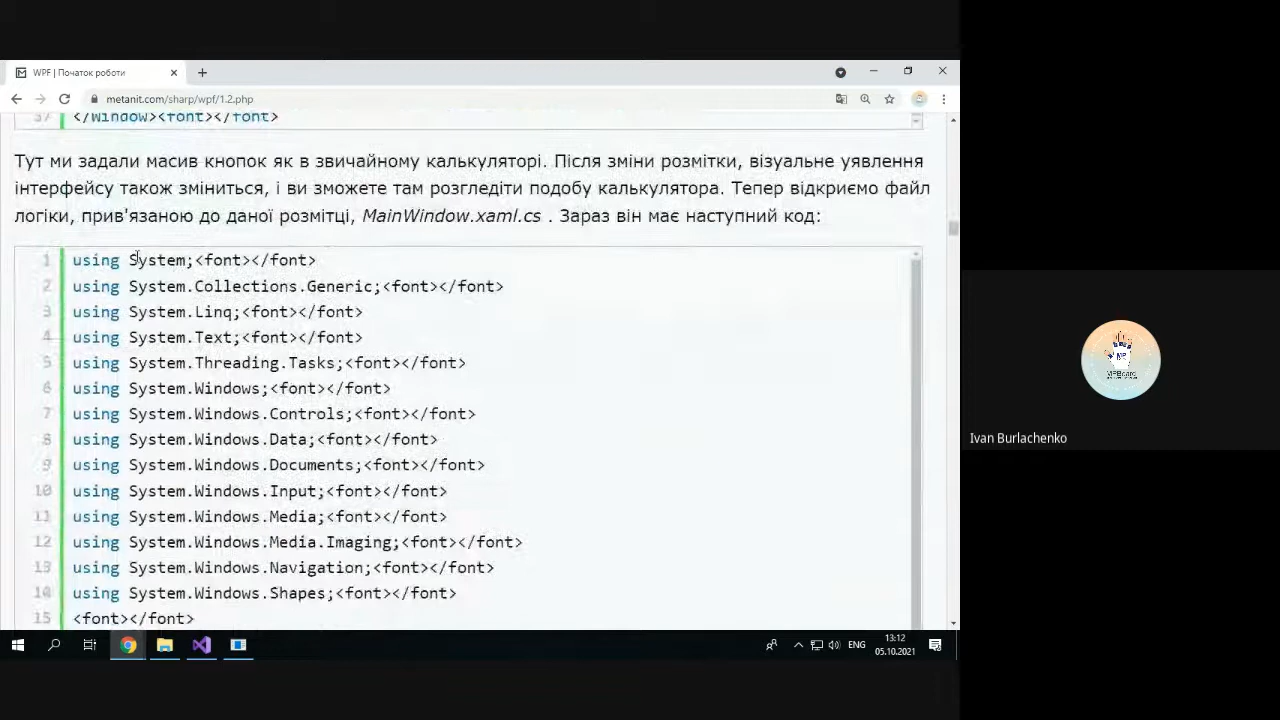 WPF | Початок роботи
metanit.com/sharp/wpf/1.2.php
37 </Window><font></font>
Тут ми задали масив кнопок як в звичайному калькуляторі. Після зміни розмітки, візуальне уявлення
інтерфейсу також зміниться, і ви зможете там розгледіти подобу калькулятора. Тепер відкриємо файл
логіки, прив'язаною до даної розмітці, MainWindow.xaml.cs . Зараз він має наступний код:
1 using System;<font></font>
2 using System.Collections.Generic;<font></font>
3 using System.Linq;<font></font>
4 using System.Text;<font></font>
5 using System.Threading.Tasks;<font></font>
6 using System.Windows;<font></font>
7 using System.Windows.Controls;<font></font>
8 using System.Windows.Data;<font></font>
9 using System.Windows.Documents;<font></font>
10 using System.Windows.Input;<font></font>
11 using System.Windows.Media;<font></font>
12 using System.Windows.Media.Imaging;<font></font>
13 using System.Windows.Navigation;<font></font>
14 using System.Windows.Shapes;<font></font>
15 <font></font>
ENG
13:12
05.10.2021
MPBoard
Ivan Burlachenko